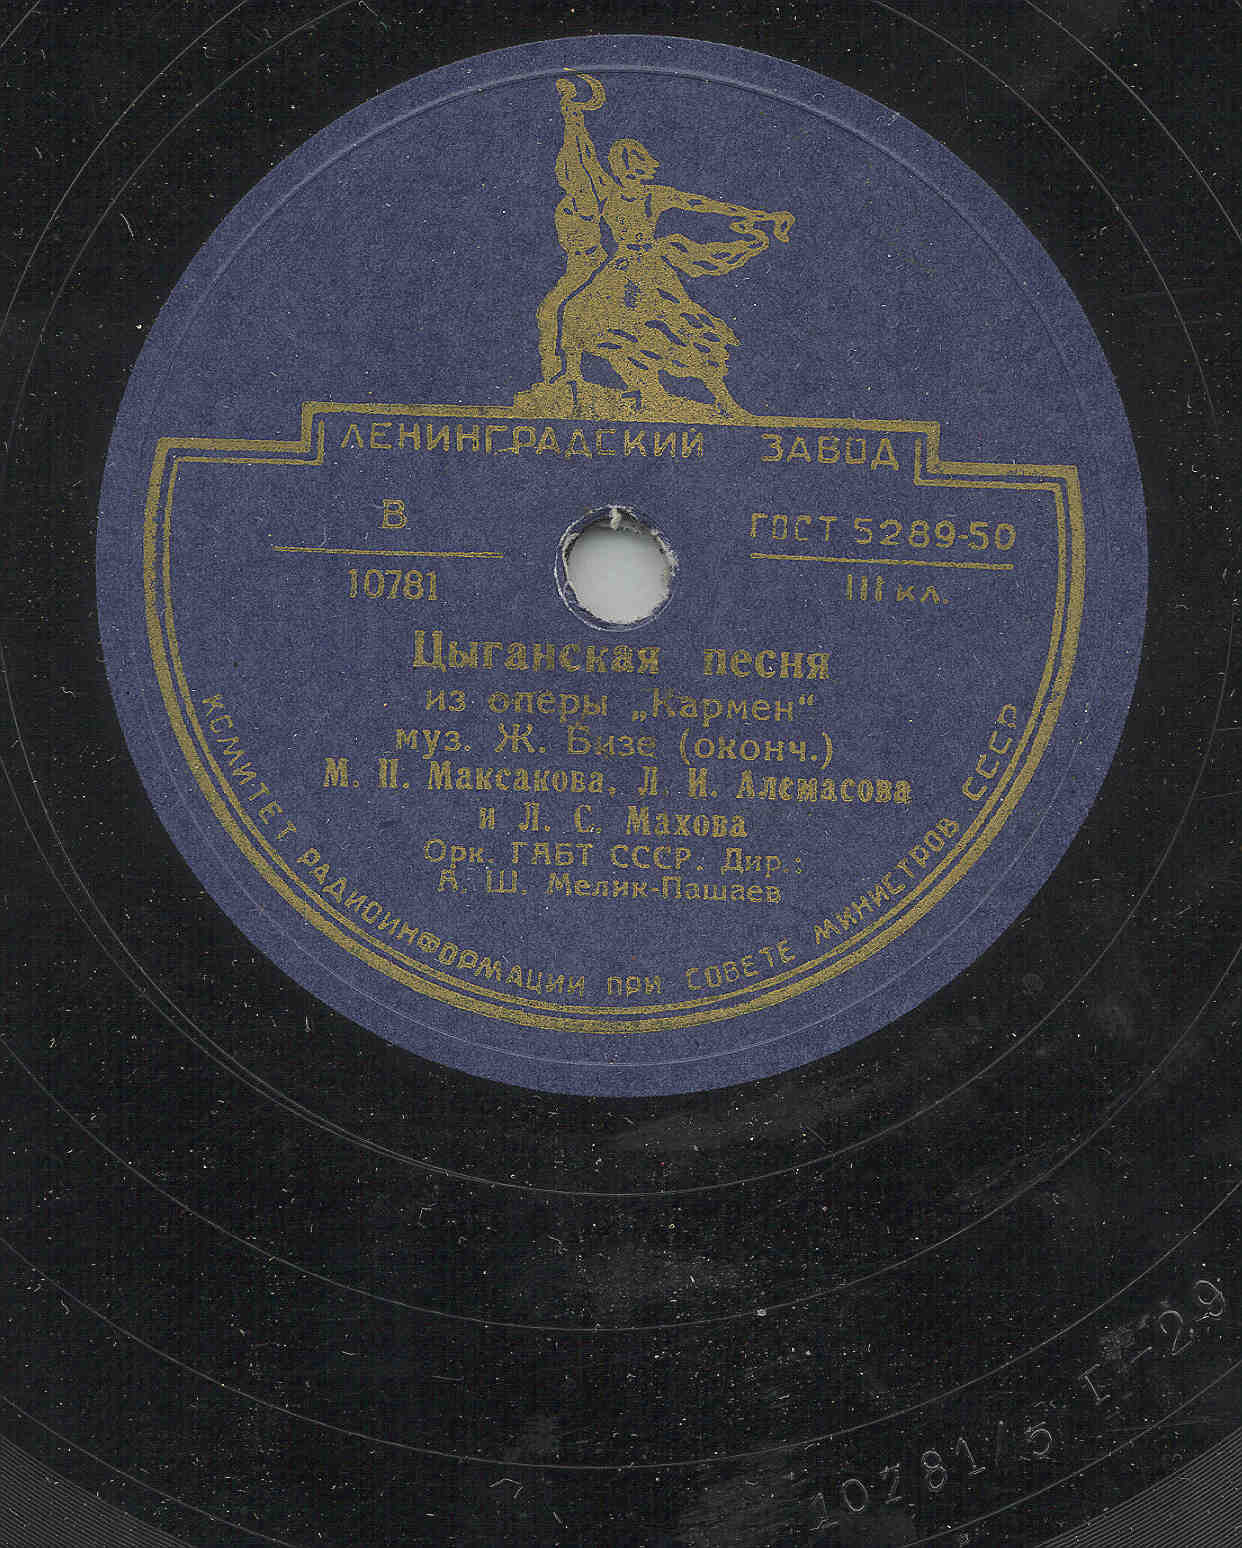 ЛЕНИНГРАДСКИЙ ЗАВОД
В
10781
ГОСТ 5289-50
III кл.
Цыганская песня
из оперы „Кармен“
муз. Ж. Бизе (оконч.)
М. П. Максакова, Л. И. Алемасова
и Л. С. Махова
Орк. ГАБТ СССР. Дир.:
А. Ш. Мелик-Пашаев
КОМИТЕТ РАДИОИНФОРМАЦИИ ПРИ СОВЕТЕ МИНИСТРОВ СССР
10781/5 I-29